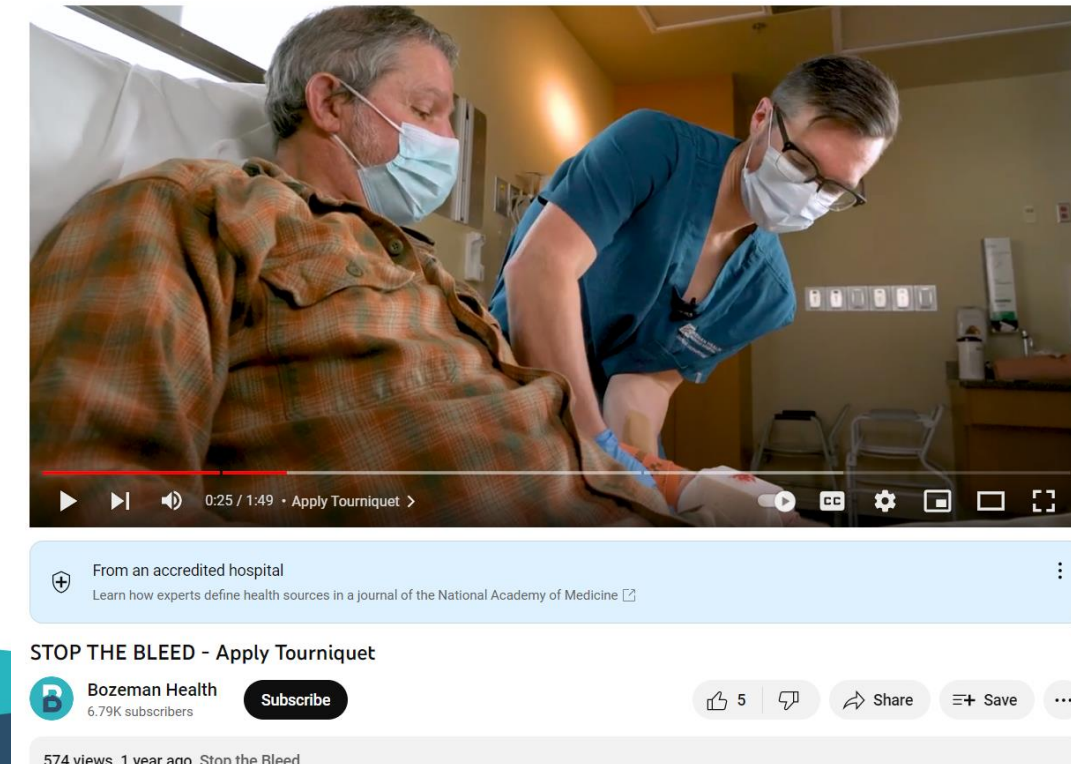 0:25 / 1:49 • Apply Tourniquet >
CC
From an accredited hospital
Learn how experts define health sources in a journal of the National Academy of Medicine
STOP THE BLEED - Apply Tourniquet
B
Bozeman Health
6.79K subscribers
Subscribe
5
Share
Save
574 views 1 year ago Stop the Bleed